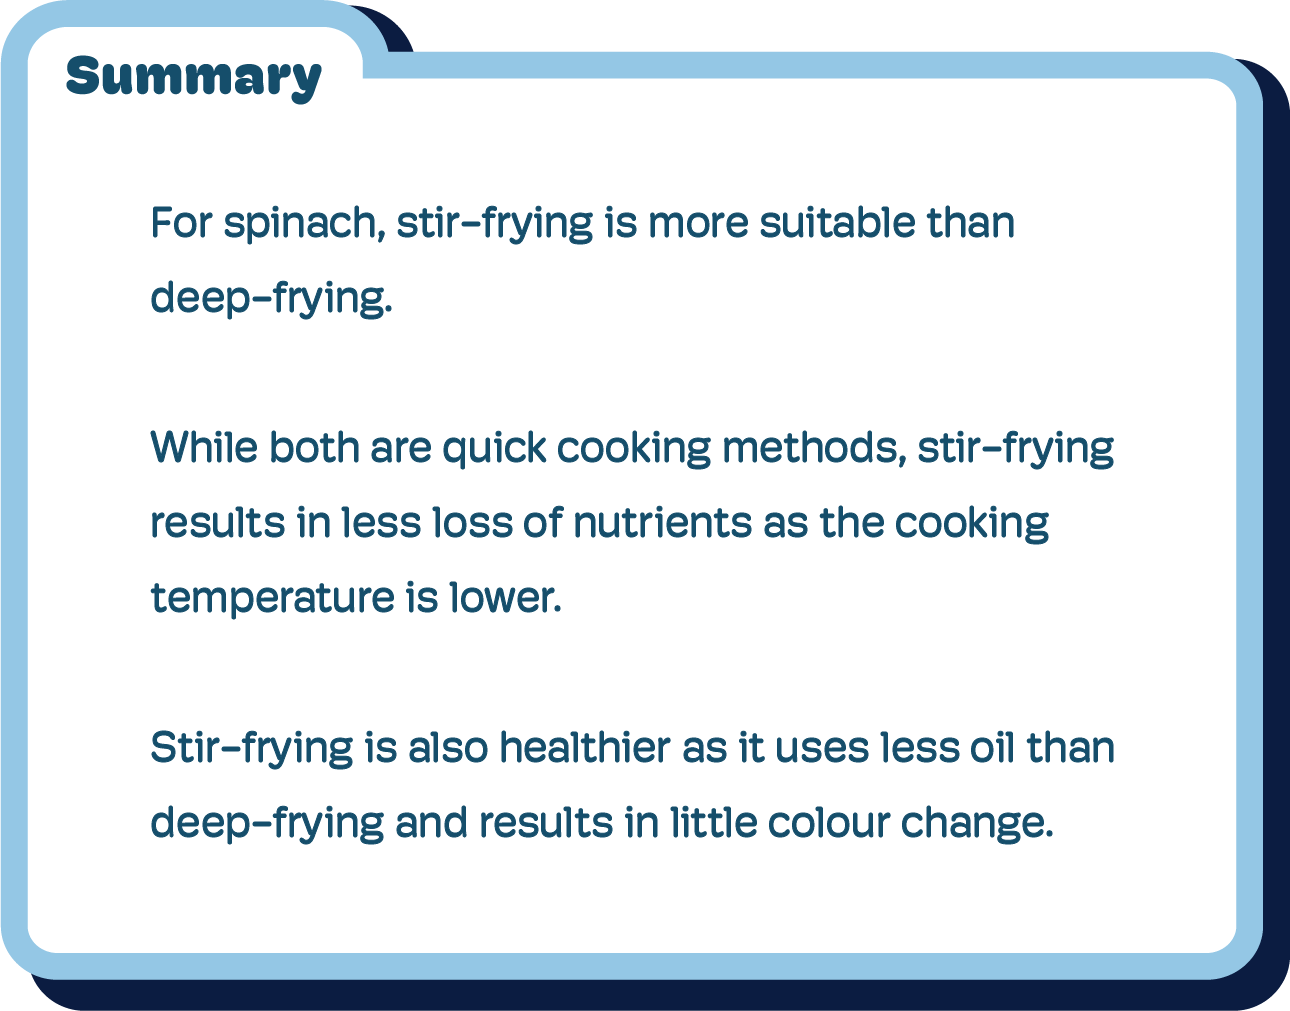 Summary
For spinach, stir-frying is more suitable than
deep-frying.
While both are quick cooking methods, stir-frying
results in less loss of nutrients as the cooking
temperature is lower.
Stir-frying is also healthier as it uses less oil than
deep-frying and results in little colour change.